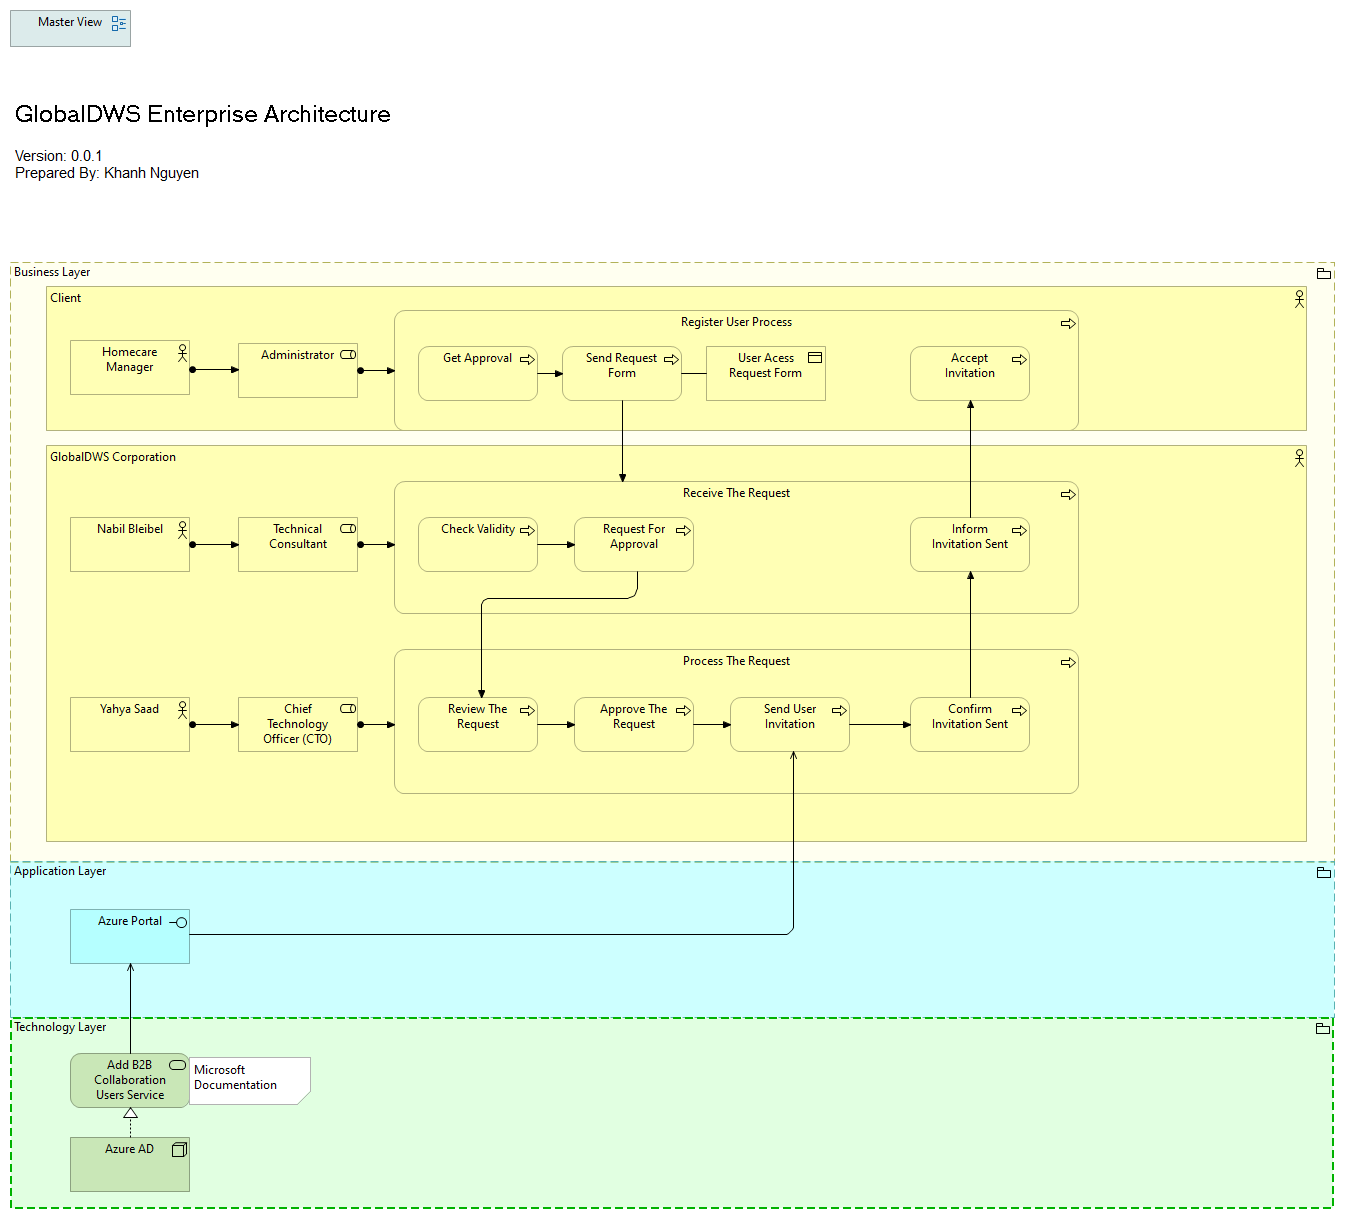 Master View
GlobalDWS Enterprise Architecture
Version: 0.0.1
Prepared By: Khanh Nguyen
Business Layer
Client
Register User Process
Homecare
Manager
Administrator
Get Approval
Send Request
Form
User Acess
Request Form
Accept
Invitation
GlobalDWS Corporation
Receive The Request
Nabil Bleibel
Technical
Consultant
Check Validity
Request For
Approval
Inform
Invitation Sent
Process The Request
Yahya Saad
Chief
Technology
Officer (CTO)
Review The
Request
Approve The
Request
Send User
Invitation
Confirm
Invitation Sent
Application Layer
Azure Portal
Technology Layer
Add B2B
Collaboration
Users Service
Microsoft
Documentation
Azure AD